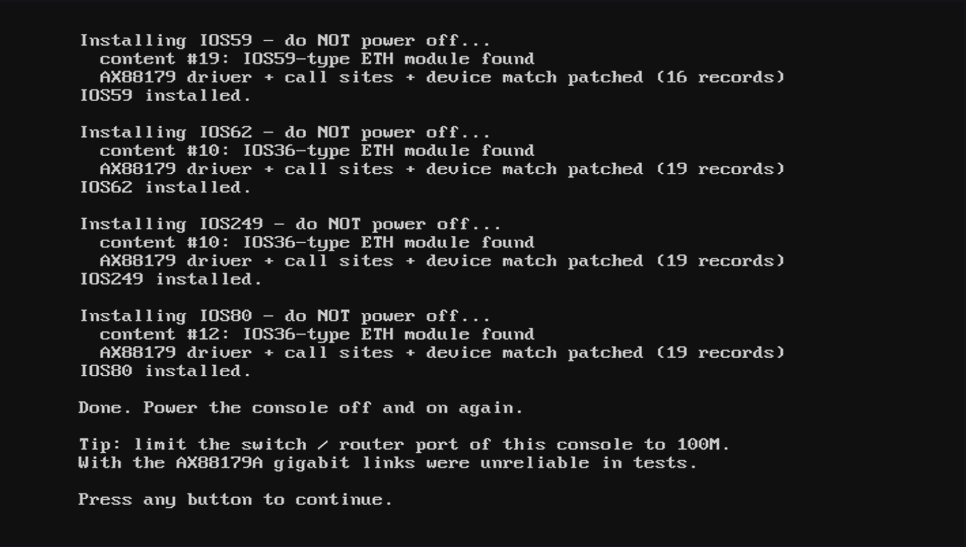 Installing IOS59 - do NOT power off...
content #19: IOS59-type ETH module found
AX88179 driver + call sites + device match patched (16 records)
IOS59 installed.
Installing IOS62 - do NOT power off...
content #10: IOS36-type ETH module found
AX88179 driver + call sites + device match patched (19 records)
IOS62 installed.
Installing IOS249 - do NOT power off...
content #10: IOS36-type ETH module found
AX88179 driver + call sites + device match patched (19 records)
IOS249 installed.
Installing IOS80 - do NOT power off...
content #12: IOS36-type ETH module found
AX88179 driver + call sites + device match patched (19 records)
IOS80 installed.
Done. Power the console off and on again.
Tip: limit the switch / router port of this console to 100M.
With the AX88179A gigabit links were unreliable in tests.
Press any button to continue.